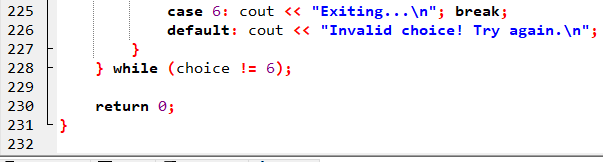 225 case 6: cout << "Exiting...\n"; break;
226 default: cout << "Invalid choice! Try again.\n";
227 }
228 } while (choice != 6);
229
230 return 0;
231 }
232